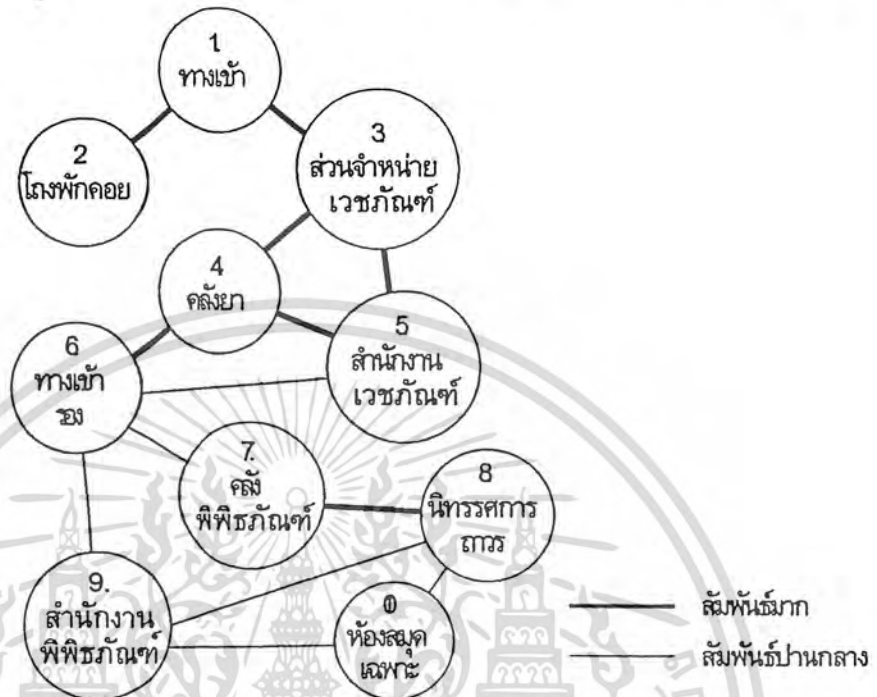 1
ทางเข้า
2
โถงพักคอย
3
ส่วนจำหน่าย
เวชภัณฑ์
4
คลังยา
5
สำนักงาน
เวชภัณฑ์
6
ทางเข้า
รอง
7.
คลัง
พิพิธภัณฑ์
8
นิทรรศการ
ถาวร
9.
สำนักงาน
พิพิธภัณฑ์
ห้องสมุด
เฉพาะ
สัมพันธ์มาก
สัมพันธ์ปานกลาง